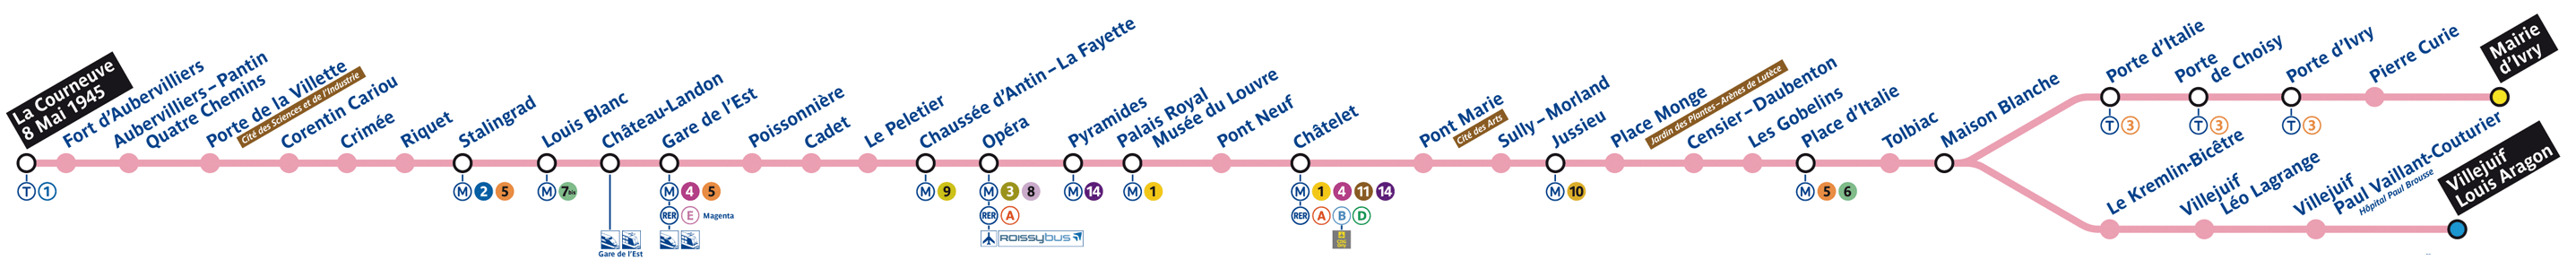 La Courneuve
8 Mai 1945
T 1
Fort d'Aubervilliers
Aubervilliers – Pantin
Quatre Chemins
Porte de la Villette
Cité des Sciences et de l'Industrie
Corentin Cariou
Crimée
Riquet
Stalingrad
M 2 5
Louis Blanc
M 7bis
Château-Landon
Gare de l'Est
Gare de l'Est
M 4 5
RER E Magenta
Poissonnière
Cadet
Le Peletier
Chaussée d'Antin – La Fayette
M 9
Opéra
M 3 8
RER A
ROISSYBUS
Pyramides
M 14
Palais Royal
Musée du Louvre
M 1
Pont Neuf
Châtelet
M 1 4 11 14
RER A B D
Pont Marie
Cité des Arts
Sully – Morland
Jussieu
M 10
Place Monge
Jardin des Plantes – Arènes de Lutèce
Censier – Daubenton
Les Gobelins
Place d'Italie
M 5 6
Tolbiac
Maison Blanche
Porte d'Italie
T 3
Porte
de Choisy
T 3
Porte d'Ivry
T 3
Pierre Curie
Mairie
d'Ivry
Le Kremlin-Bicêtre
Villejuif
Léo Lagrange
Villejuif
Paul Vaillant-Couturier
Hôpital Paul Brousse
Villejuif
Louis Aragon